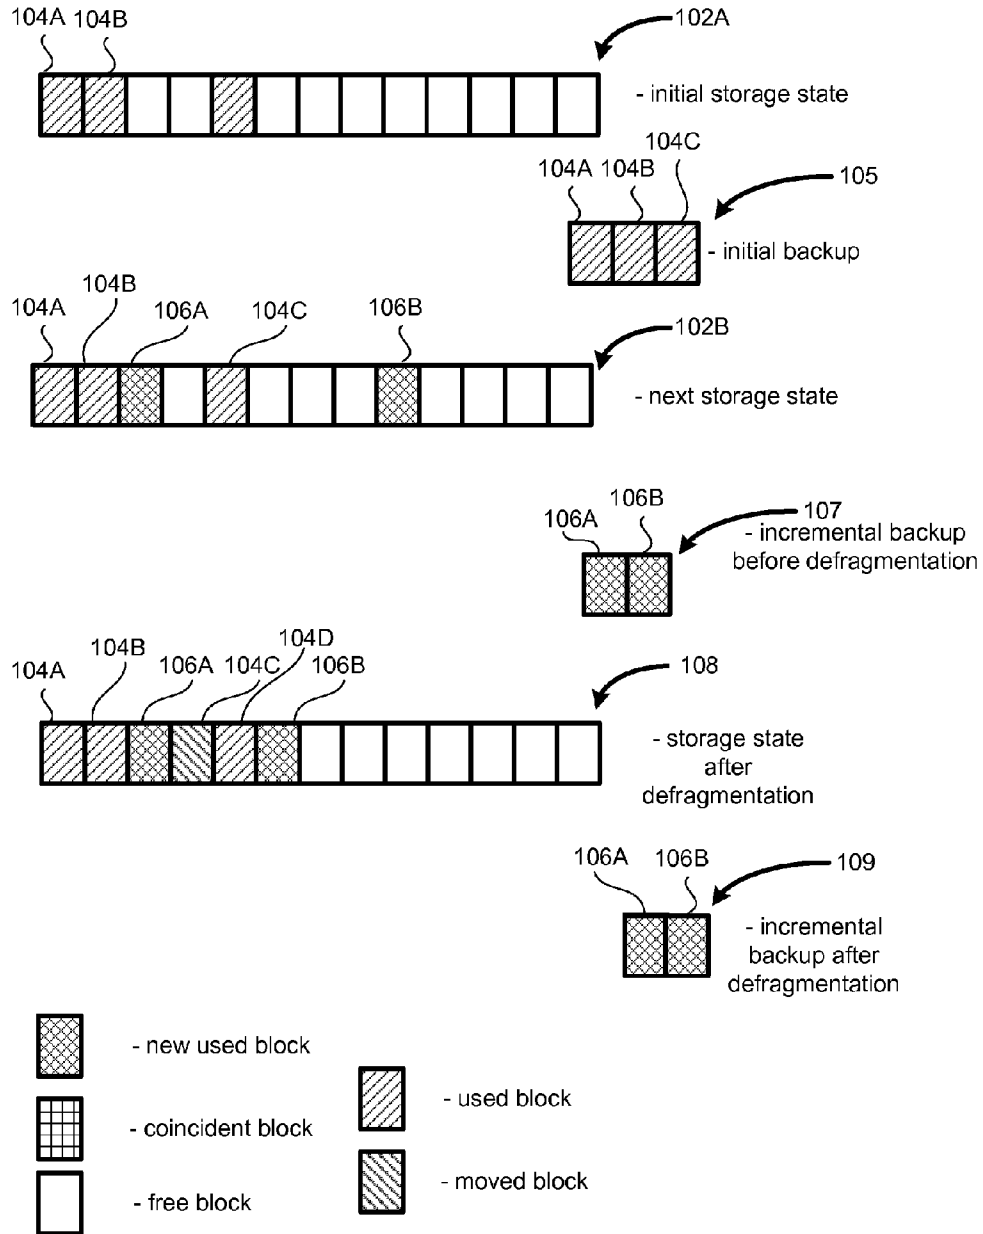 104A 104B 102A
- initial storage state
104A 104B 104C 105
- initial backup
104A 104B 106A 104C 106B 102B
- next storage state
106A 106B 107
- incremental backup
before defragmentation
104A 104B 106A 104C 104D 106B 108
- storage state
after
defragmentation
106A 106B 109
- incremental
backup after
defragmentation
- new used block
- used block
- coincident block
- moved block
- free block